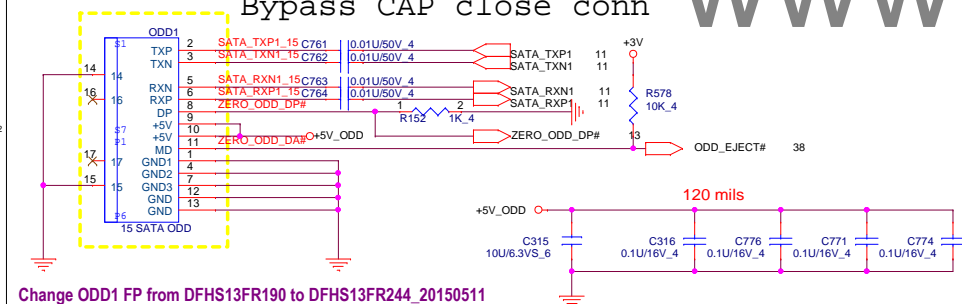 Bypass CAP close conn
WWW
ODD1
S1
TXP 2 SATA_TXP1_15 C761 0.01U/50V_4 SATA_TXP1 11
TXN 3 SATA_TXN1_15 C762 0.01U/50V_4 SATA_TXN1 11
+3V
14 14
RXN 5 SATA_RXN1_15 C763 0.01U/50V_4 SATA_RXN1 11
16 16
RXP 6 SATA_RXP1_15 C764 0.01U/50V_4 SATA_RXP1 11
R578
10K_4
DP 8 ZERO_ODD_DP# 1 2
R152 1K_4
+5V 9
S7
+5V 10 +5V_ODD
ZERO_ODD_DP# 13
P1
MD 11 ZERO_ODD_DA# ODD_EJECT# 38
17 17
GND1 1
GND2 4
15 15
GND3 7
GND 12
GND 13
P6
15 SATA ODD
120 mils
+5V_ODD
C315
10U/6.3VS_6
C316
0.1U/16V_4
C776
0.1U/16V_4
C771
0.1U/16V_4
C774
0.1U/16V_4
Change ODD1 FP from DFHS13FR190 to DFHS13FR244_20150511